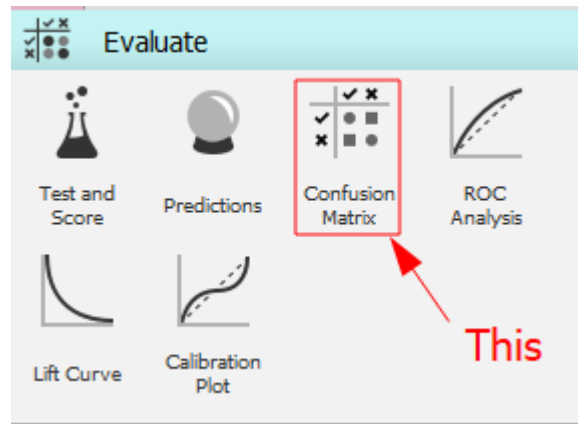 Evaluate
Test and
Score
Predictions
Confusion
Matrix
ROC
Analysis
Lift Curve
Calibration
Plot
This